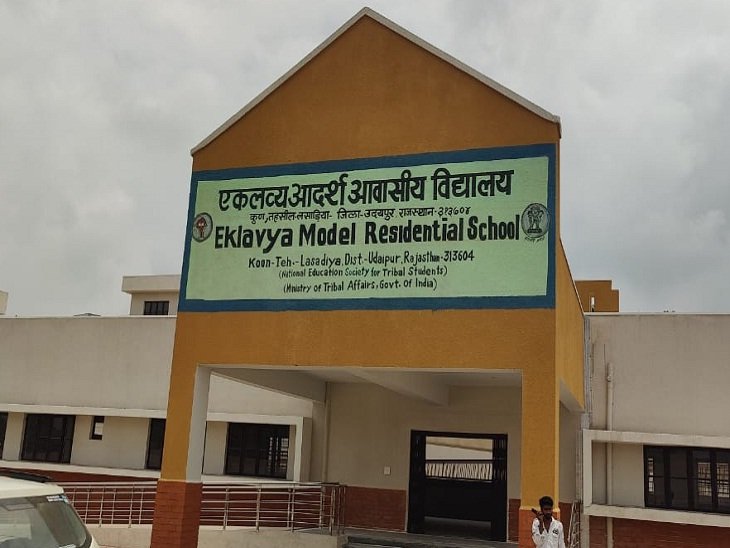 एकलव्य आदर्श आवासीय विद्यालय
कुण, तहसील-लसाड़िया- जिला-उदयपुर, राजस्थान-३१३६०४
Eklavya Model Residential School
Koon-Teh.-Lasadiya, Dist.-Udaipur, Rajasthan-313604
(National Education Society for Tribal Students)
(Ministry of Tribal Affairs, Govt. Of India)